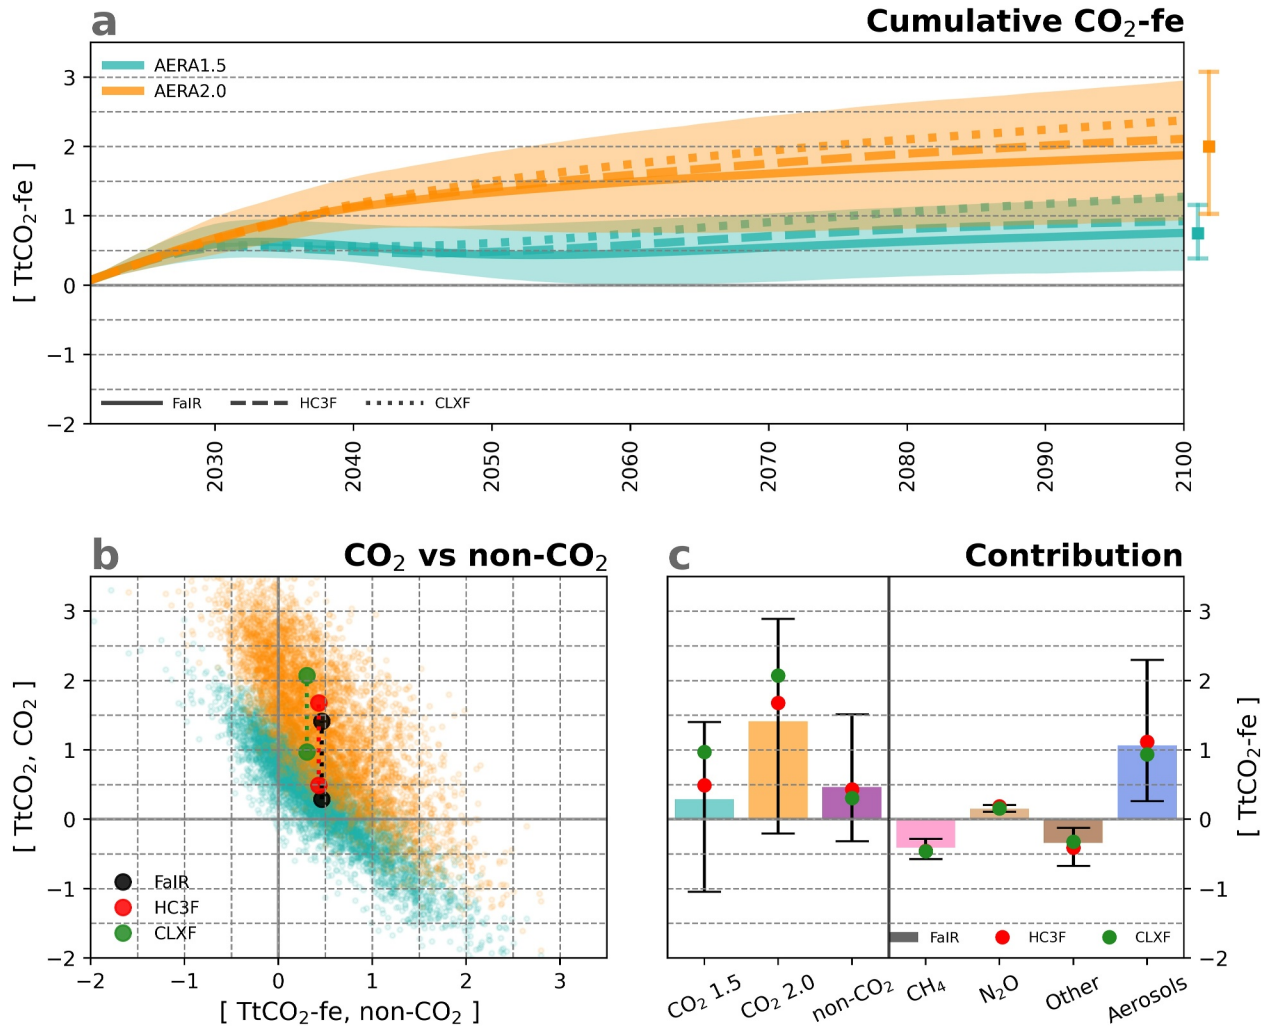 a
Cumulative CO₂-fe
[ TtCO₂-fe ]
3
2
1
0
−1
−2
AERA1.5
AERA2.0
FaIR
HC3F
CLXF
2030
2040
2050
2060
2070
2080
2090
2100
b
CO₂ vs non-CO₂
[ TtCO₂, CO₂ ]
3
2
1
0
−1
−2
FaIR
HC3F
CLXF
−2
−1
0
1
2
3
[ TtCO₂-fe, non-CO₂ ]
c
Contribution
3
2
1
0
−1
−2
[ TtCO₂-fe ]
FaIR
HC3F
CLXF
CO₂ 1.5
CO₂ 2.0
non-CO₂
CH₄
N₂O
Other
Aerosols